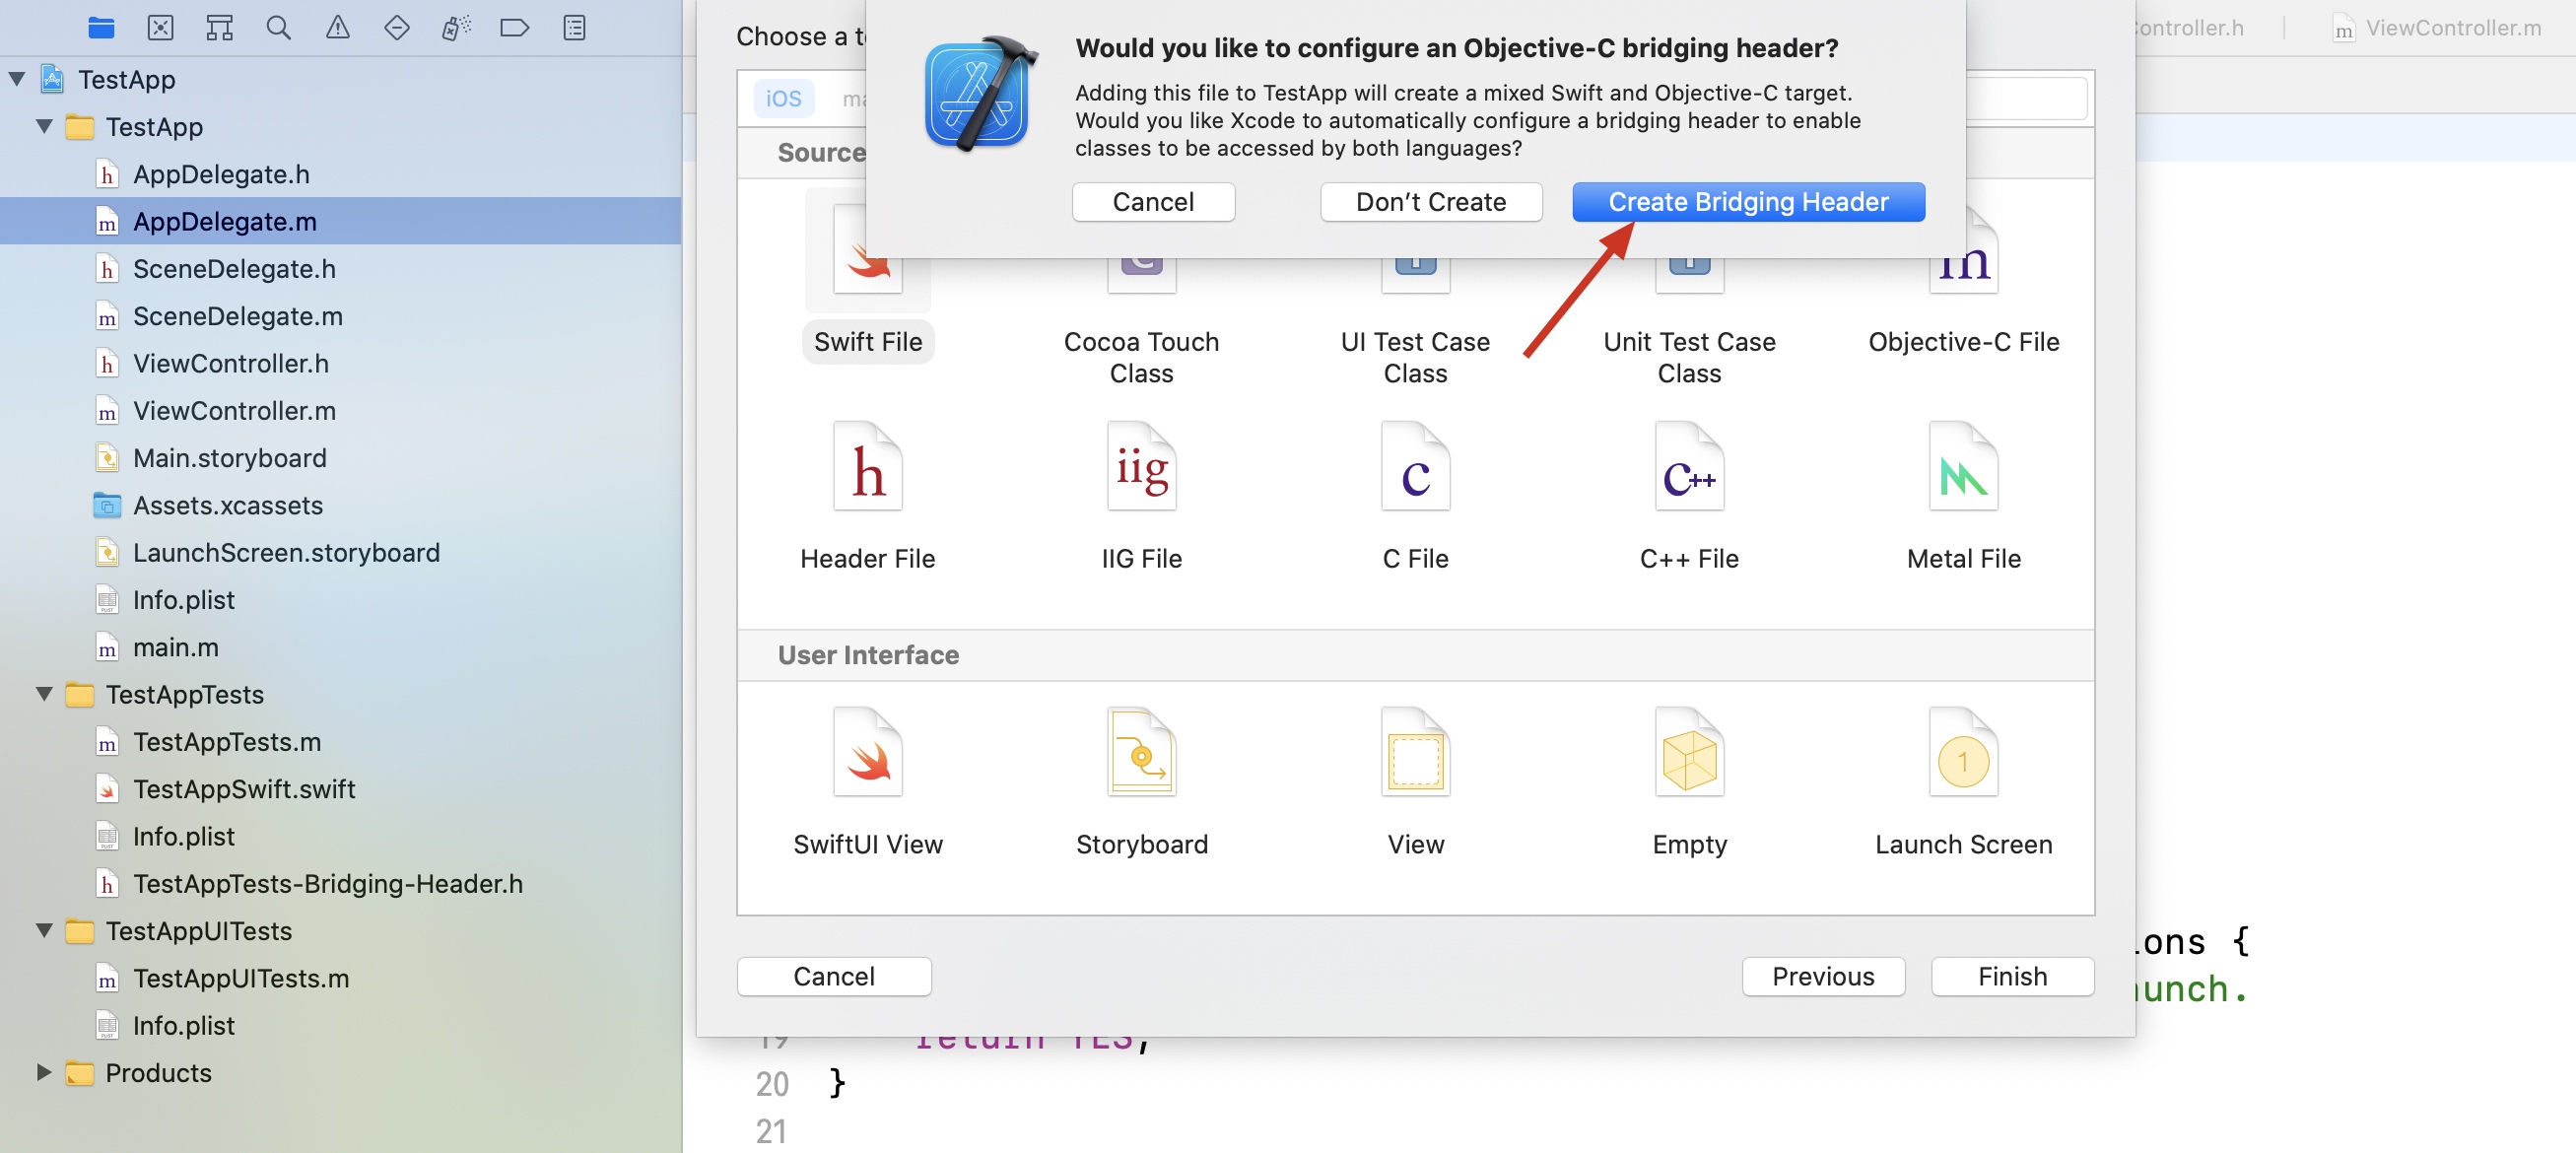 TestApp
TestApp
AppDelegate.h
AppDelegate.m
SceneDelegate.h
SceneDelegate.m
ViewController.h
ViewController.m
Main.storyboard
Assets.xcassets
LaunchScreen.storyboard
Info.plist
main.m
TestAppTests
TestAppTests.m
TestAppSwift.swift
Info.plist
TestAppTests-Bridging-Header.h
TestAppUITests
TestAppUITests.m
Info.plist
Products
Choose a t
iOS ma
Source
Would you like to configure an Objective-C bridging header?
Adding this file to TestApp will create a mixed Swift and Objective-C target.
Would you like Xcode to automatically configure a bridging header to enable
classes to be accessed by both languages?
Cancel Don't Create Create Bridging Header
ontroller.h ViewController.m
Swift File
Cocoa Touch
Class
UI Test Case
Class
Unit Test Case
Class
m
Objective-C File
h
Header File
iig
IIG File
c
C File
C++
C++ File
Metal File
User Interface
SwiftUI View
Storyboard
View
Empty
1
Launch Screen
Cancel Previous Finish
ons {
unch.
19 return YES;
20 }
21